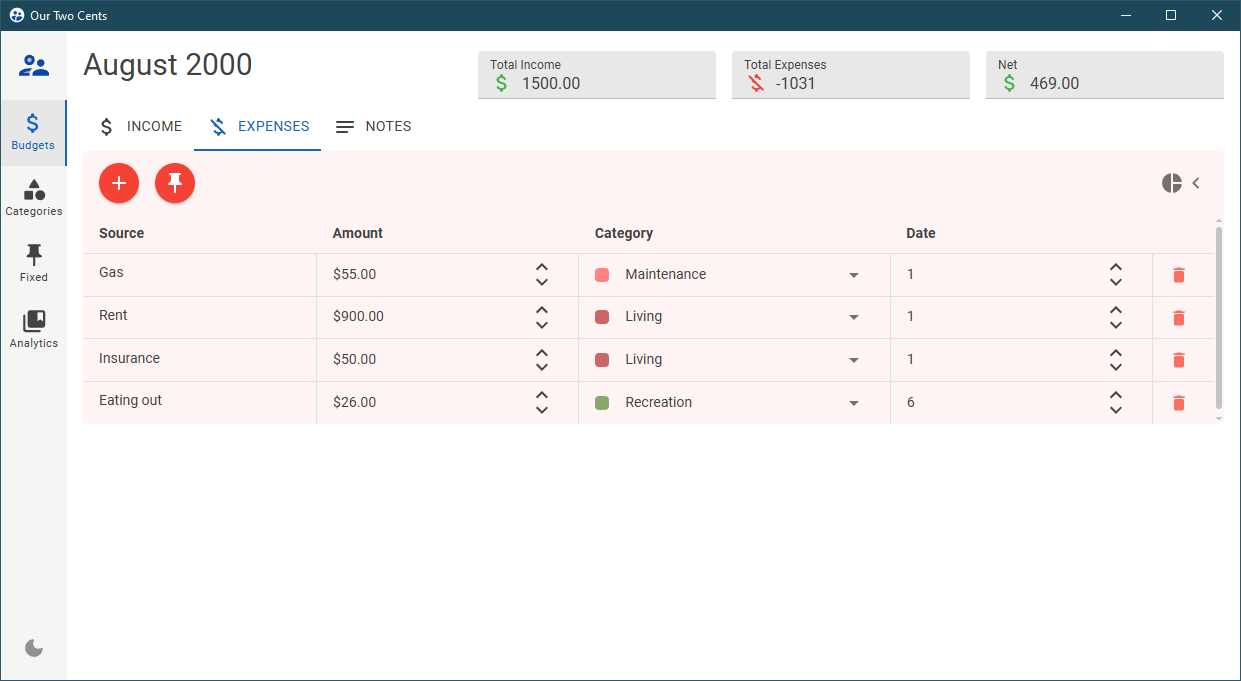 Our Two Cents
August 2000
Total Income
1500.00
Total Expenses
-1031
Net
469.00
Budgets
Categories
Fixed
Analytics
INCOME EXPENSES NOTES
Source Amount Category Date
Gas $55.00 Maintenance 1
Rent $900.00 Living 1
Insurance $50.00 Living 1
Eating out $26.00 Recreation 6